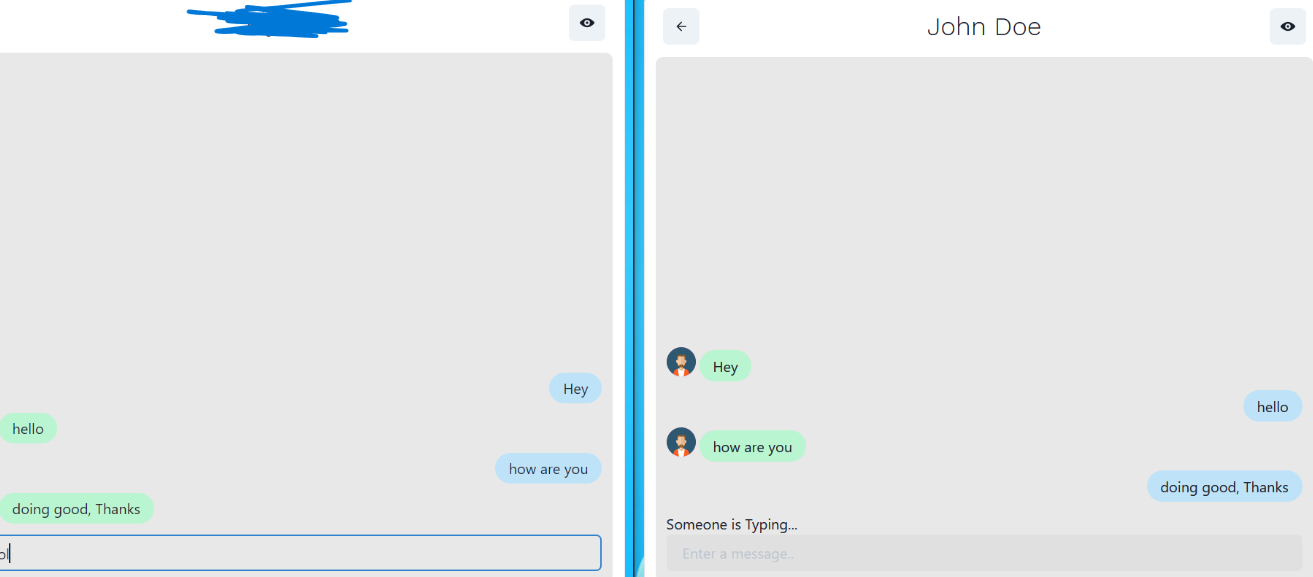 Hey
hello
how are you
doing good, Thanks
ol
John Doe
Hey
hello
how are you
doing good, Thanks
Someone is Typing...
Enter a message..